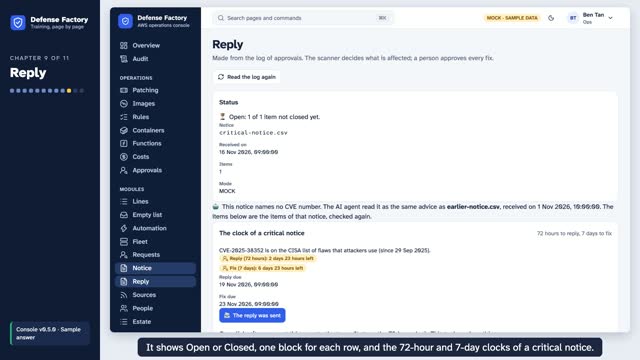 Defense Factory
Training, page by page
CHAPTER 9 OF 11
Reply
Console v0.5.0 · Sample answer
Defense Factory
AWS operations console
Overview
Audit
OPERATIONS
Patching
Images
Rules
Containers
Functions
Costs
Approvals
MODULES
Lines
Empty list
Automation
Fleet
Requests
Notice
Reply
Sources
People
Estate
Search pages and commands
⌘K
MOCK · SAMPLE DATA
BT
Ben Tan
Ops
Reply
Made from the log of approvals. The scanner decides what is affected; a person approves every fix.
Read the log again
Status
Open: 1 of 1 item not closed yet.
Notice
critical-notice.csv
Received on
16 Nov 2026, 09:00:00
Items
1
Mode
MOCK
This notice names no CVE number. The AI agent read it as the same advice as earlier-notice.csv, received on 1 Nov 2026, 10:00:00. The
items below are the items of that notice, checked again.
The clock of a critical notice
72 hours to reply, 7 days to fix
CVE-2025-38352 is on the CISA list of flaws that attackers use (since 29 Sep 2025).
Reply (72 hours): 2 days 23 hours left
Fix (7 days): 6 days 23 hours left
Reply due
19 Nov 2026, 09:00:00
Fix due
23 Nov 2026, 09:00:00
The reply was sent
It shows Open or Closed, one block for each row, and the 72-hour and 7-day clocks of a critical notice.